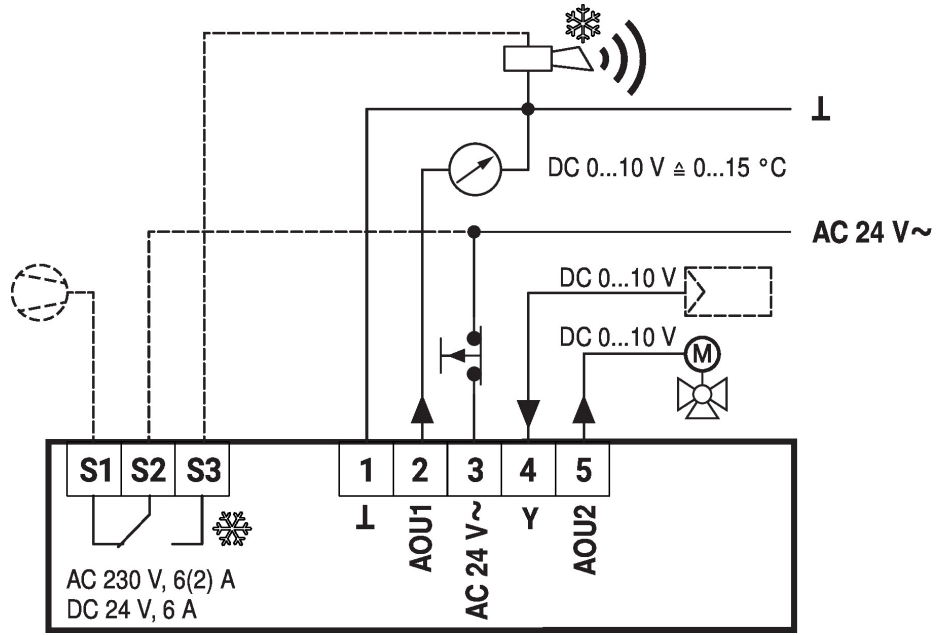 ⊥
DC 0...10 V ≙ 0...15 °C
AC 24 V~
DC 0...10 V
DC 0...10 V
M
S1 S2 S3 1 2 3 4 5
⊥ AOU1 AC 24 V~ Y AOU2
AC 230 V, 6(2) A
DC 24 V, 6 A